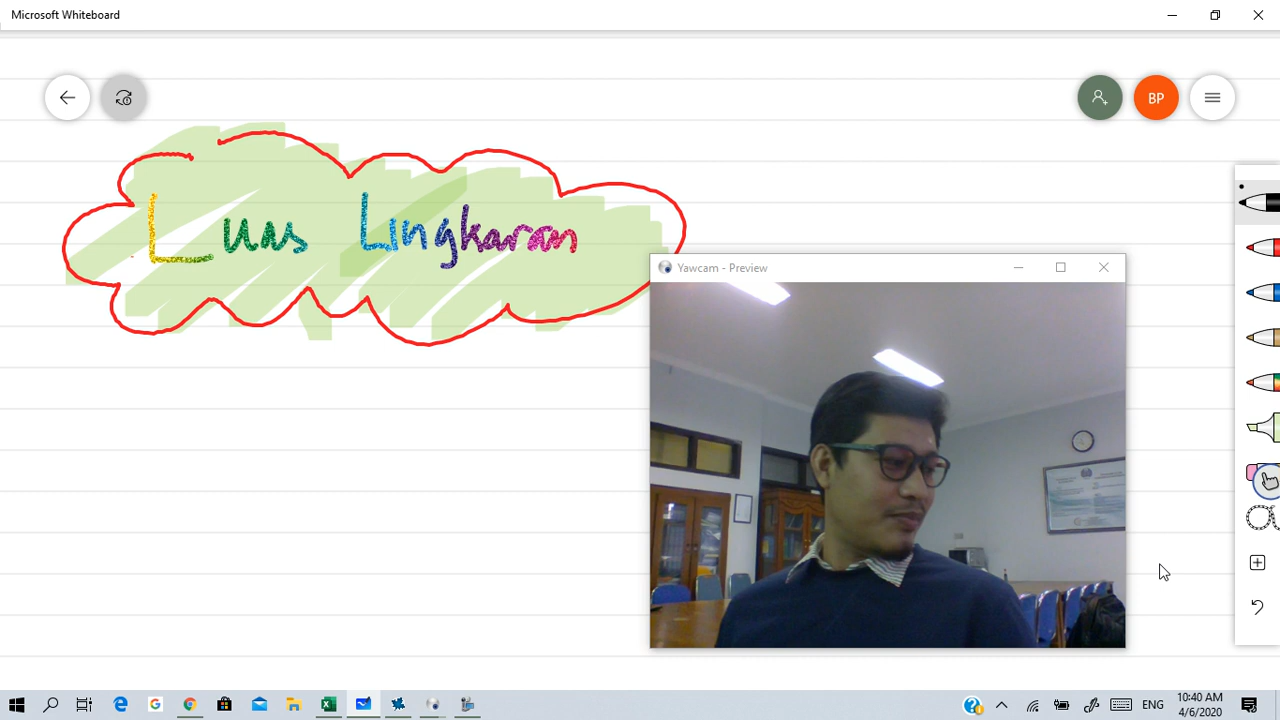 Microsoft Whiteboard
BP
Luas Lingkaran
Yawcam - Preview
10:40 AM
ENG
4/6/2020